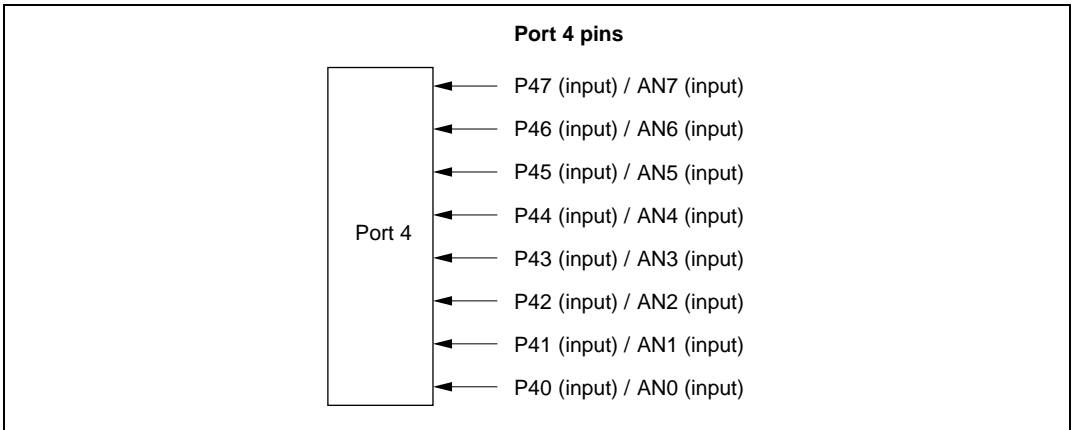 Port 4 pins
P47 (input) / AN7 (input)
P46 (input) / AN6 (input)
P45 (input) / AN5 (input)
P44 (input) / AN4 (input)
Port 4
P43 (input) / AN3 (input)
P42 (input) / AN2 (input)
P41 (input) / AN1 (input)
P40 (input) / AN0 (input)